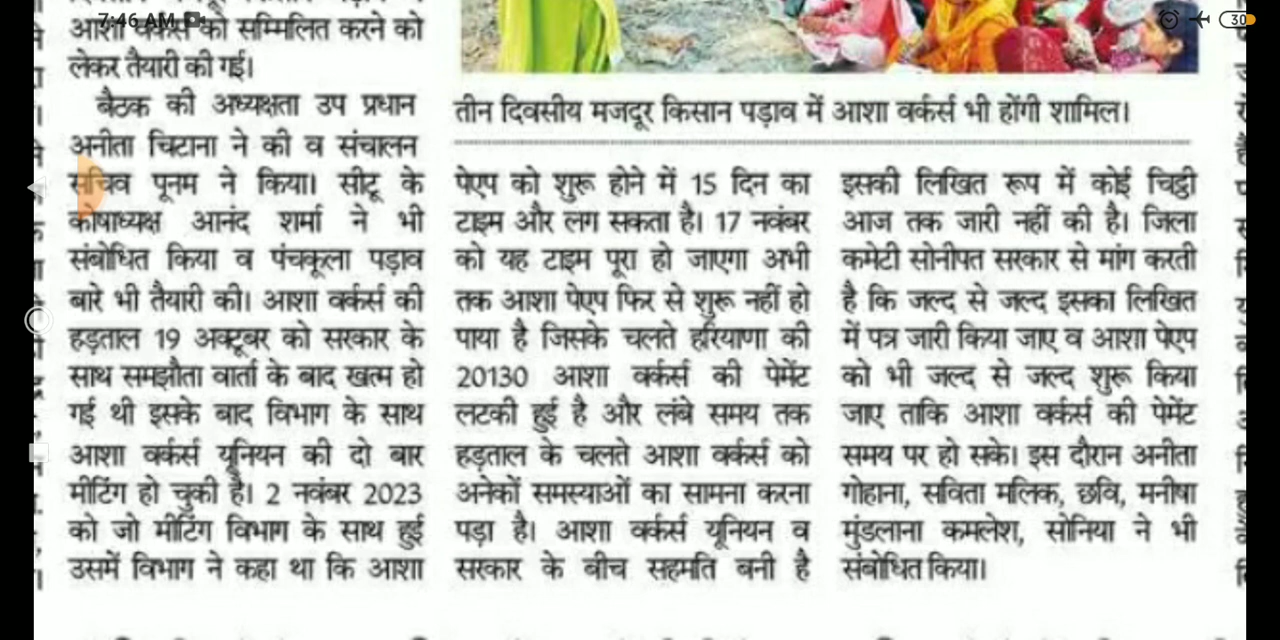 7:46 AM
30
आशा वर्कर्स को सम्मिलित करने को
लेकर तैयारी की गई।
बैठक की अध्यक्षता उप प्रधान
अनीता चिटाना ने की व संचालन
सचिव पूनम ने किया। सीटू के
कोषाध्यक्ष आनंद शर्मा ने भी
संबोधित किया व पंचकूला पड़ाव
बारे भी तैयारी की। आशा वर्कर्स की
हड़ताल 19 अक्टूबर को सरकार के
साथ समझौता वार्ता के बाद खत्म हो
गई थी इसके बाद विभाग के साथ
आशा वर्कर्स यूनियन की दो बार
मीटिंग हो चुकी है। 2 नवंबर 2023
को जो मीटिंग विभाग के साथ हुई
उसमें विभाग ने कहा था कि आशा
तीन दिवसीय मजदूर किसान पड़ाव में आशा वर्कर्स भी होंगी शामिल।
पेएप को शुरू होने में 15 दिन का
टाइम और लग सकता है। 17 नवंबर
को यह टाइम पूरा हो जाएगा अभी
तक आशा पेएप फिर से शुरू नहीं हो
पाया है जिसके चलते हरियाणा की
20130 आशा वर्कर्स की पेमेंट
लटकी हुई है और लंबे समय तक
हड़ताल के चलते आशा वर्कर्स को
अनेकों समस्याओं का सामना करना
पड़ा है। आशा वर्कर्स यूनियन व
सरकार के बीच सहमति बनी है
इसकी लिखित रूप में कोई चिट्ठी
आज तक जारी नहीं की है। जिला
कमेटी सोनीपत सरकार से मांग करती
है कि जल्द से जल्द इसका लिखित
में पत्र जारी किया जाए व आशा पेएप
को भी जल्द से जल्द शुरू किया
जाए ताकि आशा वर्कर्स की पेमेंट
समय पर हो सके। इस दौरान अनीता
गोहाना, सविता मलिक, छवि, मनीषा
मुंडलाना कमलेश, सोनिया ने भी
संबोधित किया।